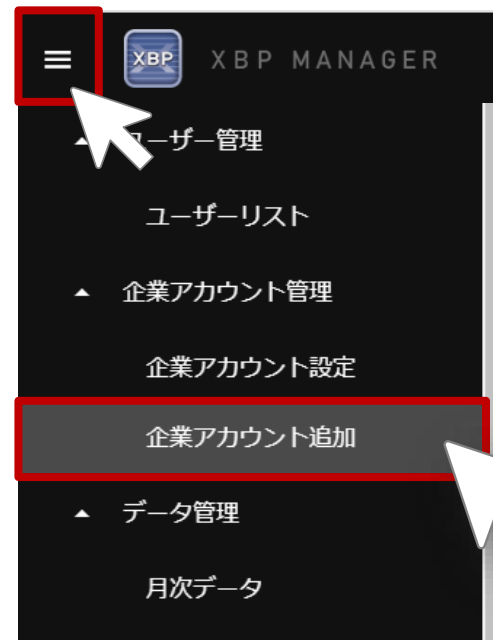 XBP XBP MANAGER
ーザー管理
ユーザーリスト
企業アカウント管理
企業アカウント設定
企業アカウント追加
データ管理
月次データ